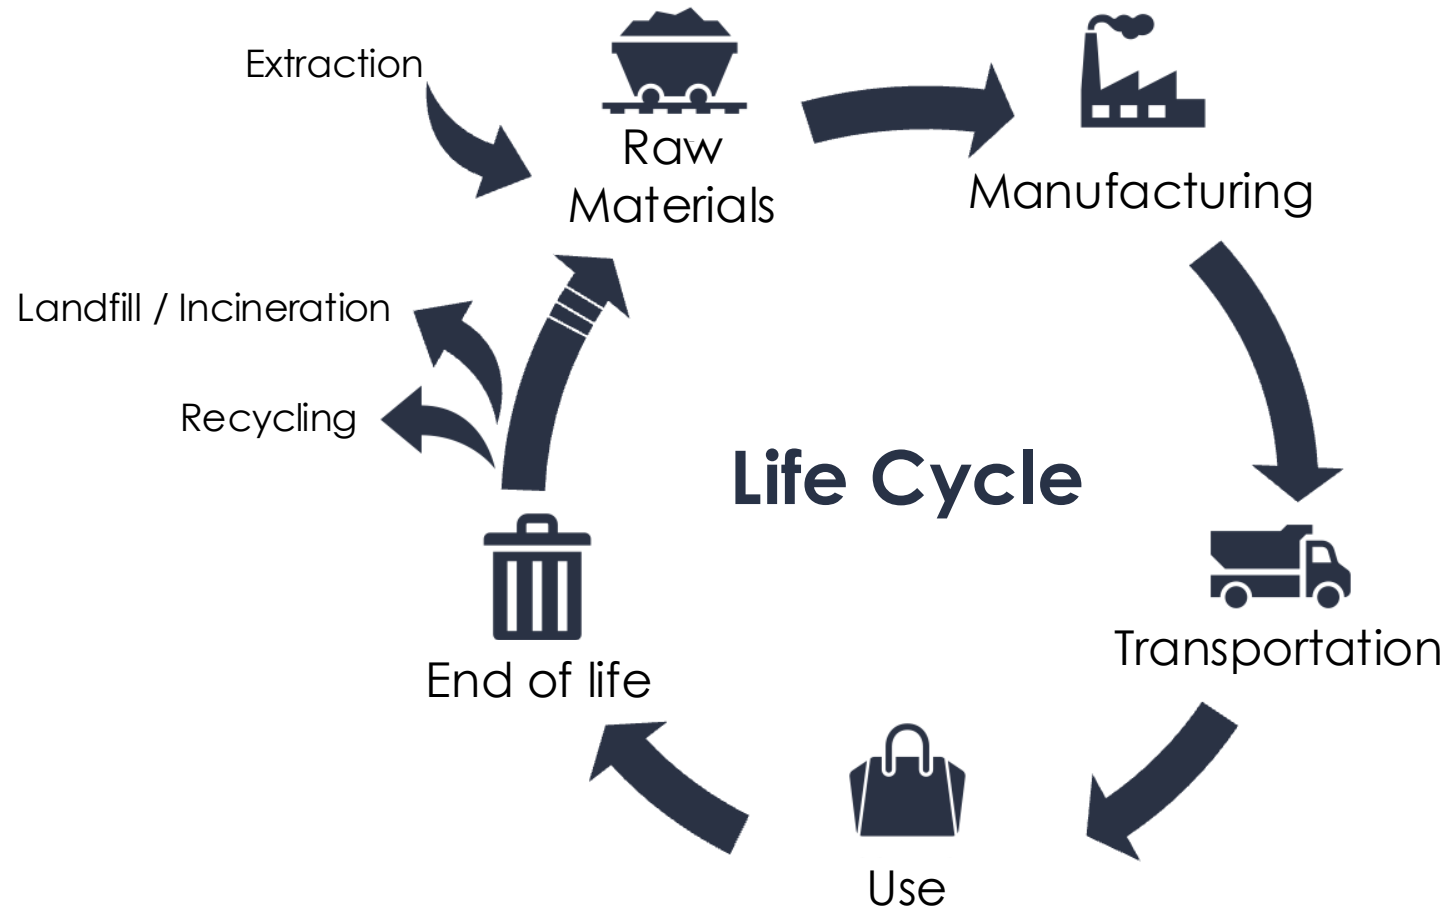 Extraction
Raw
Materials
Manufacturing
Landfill / Incineration
Recycling
Life Cycle
Transportation
End of life
Use